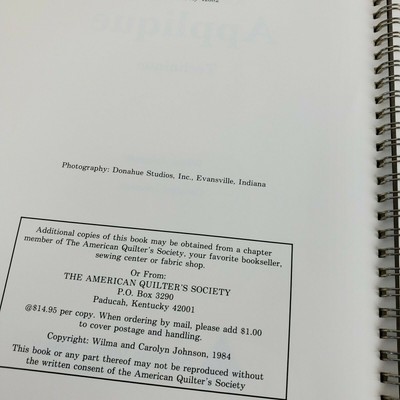 Photography: Donahue Studios, Inc., Evansville, Indiana
Additional copies of this book may be obtained from a chapter
member of The American Quilter's Society, your favorite bookseller,
sewing center or fabric shop.
Or From:
THE AMERICAN QUILTER'S SOCIETY
P.O. Box 3290
Paducah, Kentucky 42001
@$14.95 per copy. When ordering by mail, please add $1.00
to cover postage and handling.
Copyright: Wilma and Carolyn Johnson, 1984
This book or any part thereof may not be reproduced without
the written consent of the American Quilter's Society